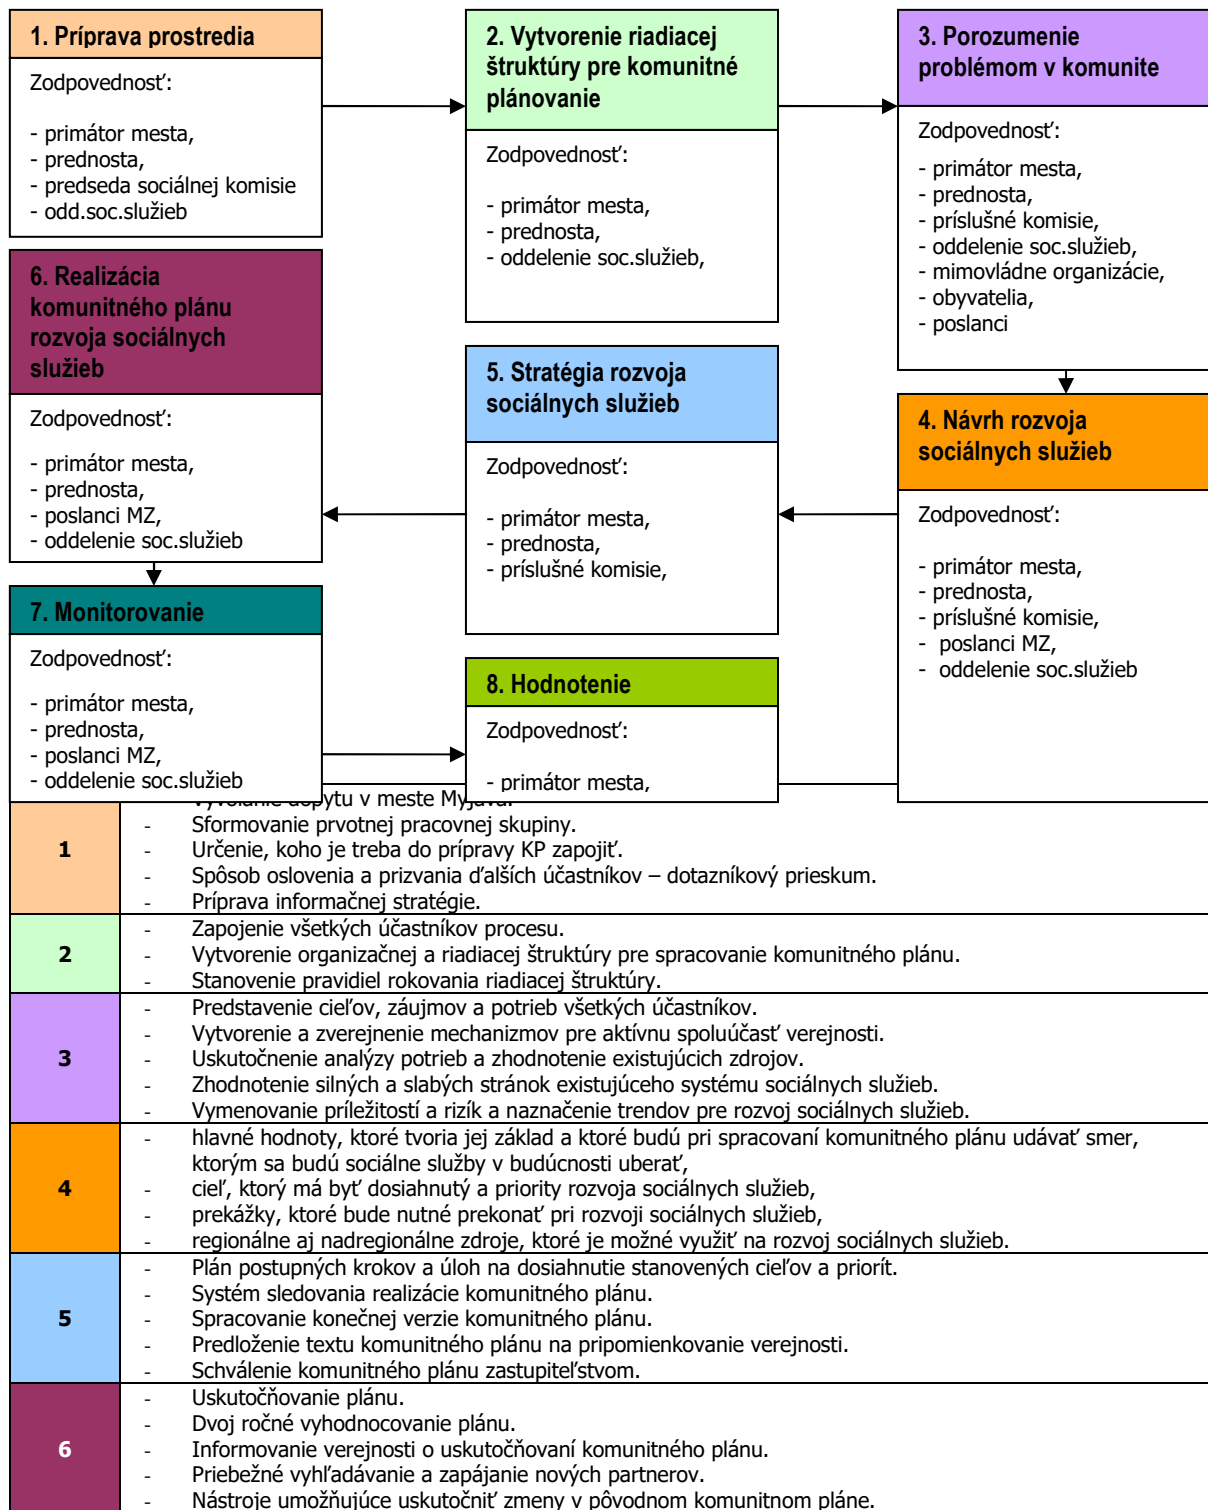 1. Príprava prostredia
Zodpovednosť:
- primátor mesta,
- prednosta,
- predseda sociálnej komisie
- odd.soc.služieb
2. Vytvorenie riadiacej
štruktúry pre komunitné
plánovanie
Zodpovednosť:
- primátor mesta,
- prednosta,
- oddelenie soc.služieb,
3. Porozumenie
problémom v komunite
Zodpovednosť:
- primátor mesta,
- prednosta,
- príslušné komisie,
- oddelenie soc.služieb,
- mimovládne organizácie,
- obyvatelia,
- poslanci
4. Návrh rozvoja
sociálnych služieb
Zodpovednosť:
- primátor mesta,
- prednosta,
- príslušné komisie,
- poslanci MZ,
- oddelenie soc.služieb
5. Stratégia rozvoja
sociálnych služieb
Zodpovednosť:
- primátor mesta,
- prednosta,
- príslušné komisie,
6. Realizácia
komunitného plánu
rozvoja sociálnych
služieb
Zodpovednosť:
- primátor mesta,
- prednosta,
- poslanci MZ,
- oddelenie soc.služieb
7. Monitorovanie
Zodpovednosť:
- primátor mesta,
- prednosta,
- poslanci MZ,
- oddelenie soc.služieb
8. Hodnotenie
Zodpovednosť:
- primátor mesta,
1
Vyvolanie dopytu v meste Myjava.
- Sformovanie prvotnej pracovnej skupiny.
- Určenie, koho je treba do prípravy KP zapojiť.
- Spôsob oslovenia a prizvania ďalších účastníkov – dotazníkový prieskum.
- Príprava informačnej stratégie.
2
- Zapojenie všetkých účastníkov procesu.
- Vytvorenie organizačnej a riadiacej štruktúry pre spracovanie komunitného plánu.
- Stanovenie pravidiel rokovania riadiacej štruktúry.
3
- Predstavenie cieľov, záujmov a potrieb všetkých účastníkov.
- Vytvorenie a zverejnenie mechanizmov pre aktívnu spoluúčasť verejnosti.
- Uskutočnenie analýzy potrieb a zhodnotenie existujúcich zdrojov.
- Zhodnotenie silných a slabých stránok existujúceho systému sociálnych služieb.
- Vymenovanie príležitostí a rizík a naznačenie trendov pre rozvoj sociálnych služieb.
4
- hlavné hodnoty, ktoré tvoria jej základ a ktoré budú pri spracovaní komunitného plánu udávať smer,
ktorým sa budú sociálne služby v budúcnosti uberať,
- cieľ, ktorý má byť dosiahnutý a priority rozvoja sociálnych služieb,
- prekážky, ktoré bude nutné prekonať pri rozvoji sociálnych služieb,
- regionálne aj nadregionálne zdroje, ktoré je možné využiť na rozvoj sociálnych služieb.
5
- Plán postupných krokov a úloh na dosiahnutie stanovených cieľov a priorít.
- Systém sledovania realizácie komunitného plánu.
- Spracovanie konečnej verzie komunitného plánu.
- Predloženie textu komunitného plánu na pripomienkovanie verejnosti.
- Schválenie komunitného plánu zastupiteľstvom.
6
- Uskutočňovanie plánu.
- Dvoj ročné vyhodnocovanie plánu.
- Informovanie verejnosti o uskutočňovaní komunitného plánu.
- Priebežné vyhľadávanie a zapájanie nových partnerov.
- Nástroje umožňujúce uskutočniť zmeny v pôvodnom komunitnom pláne.